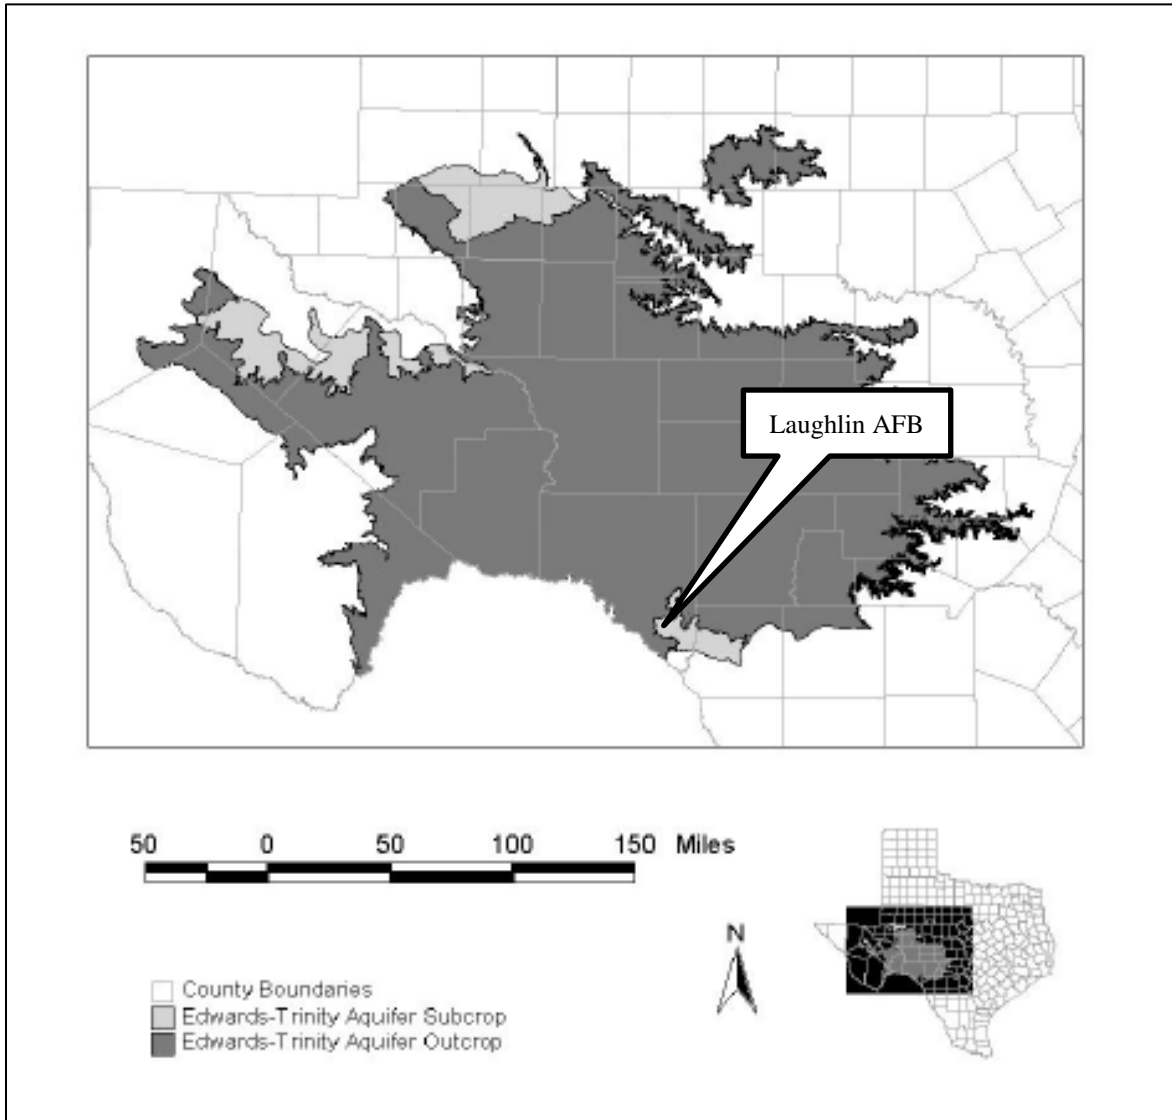 Laughlin AFB
50 0 50 100 150 Miles
N
County Boundaries
Edwards-Trinity Aquifer Subcrop
Edwards-Trinity Aquifer Outcrop